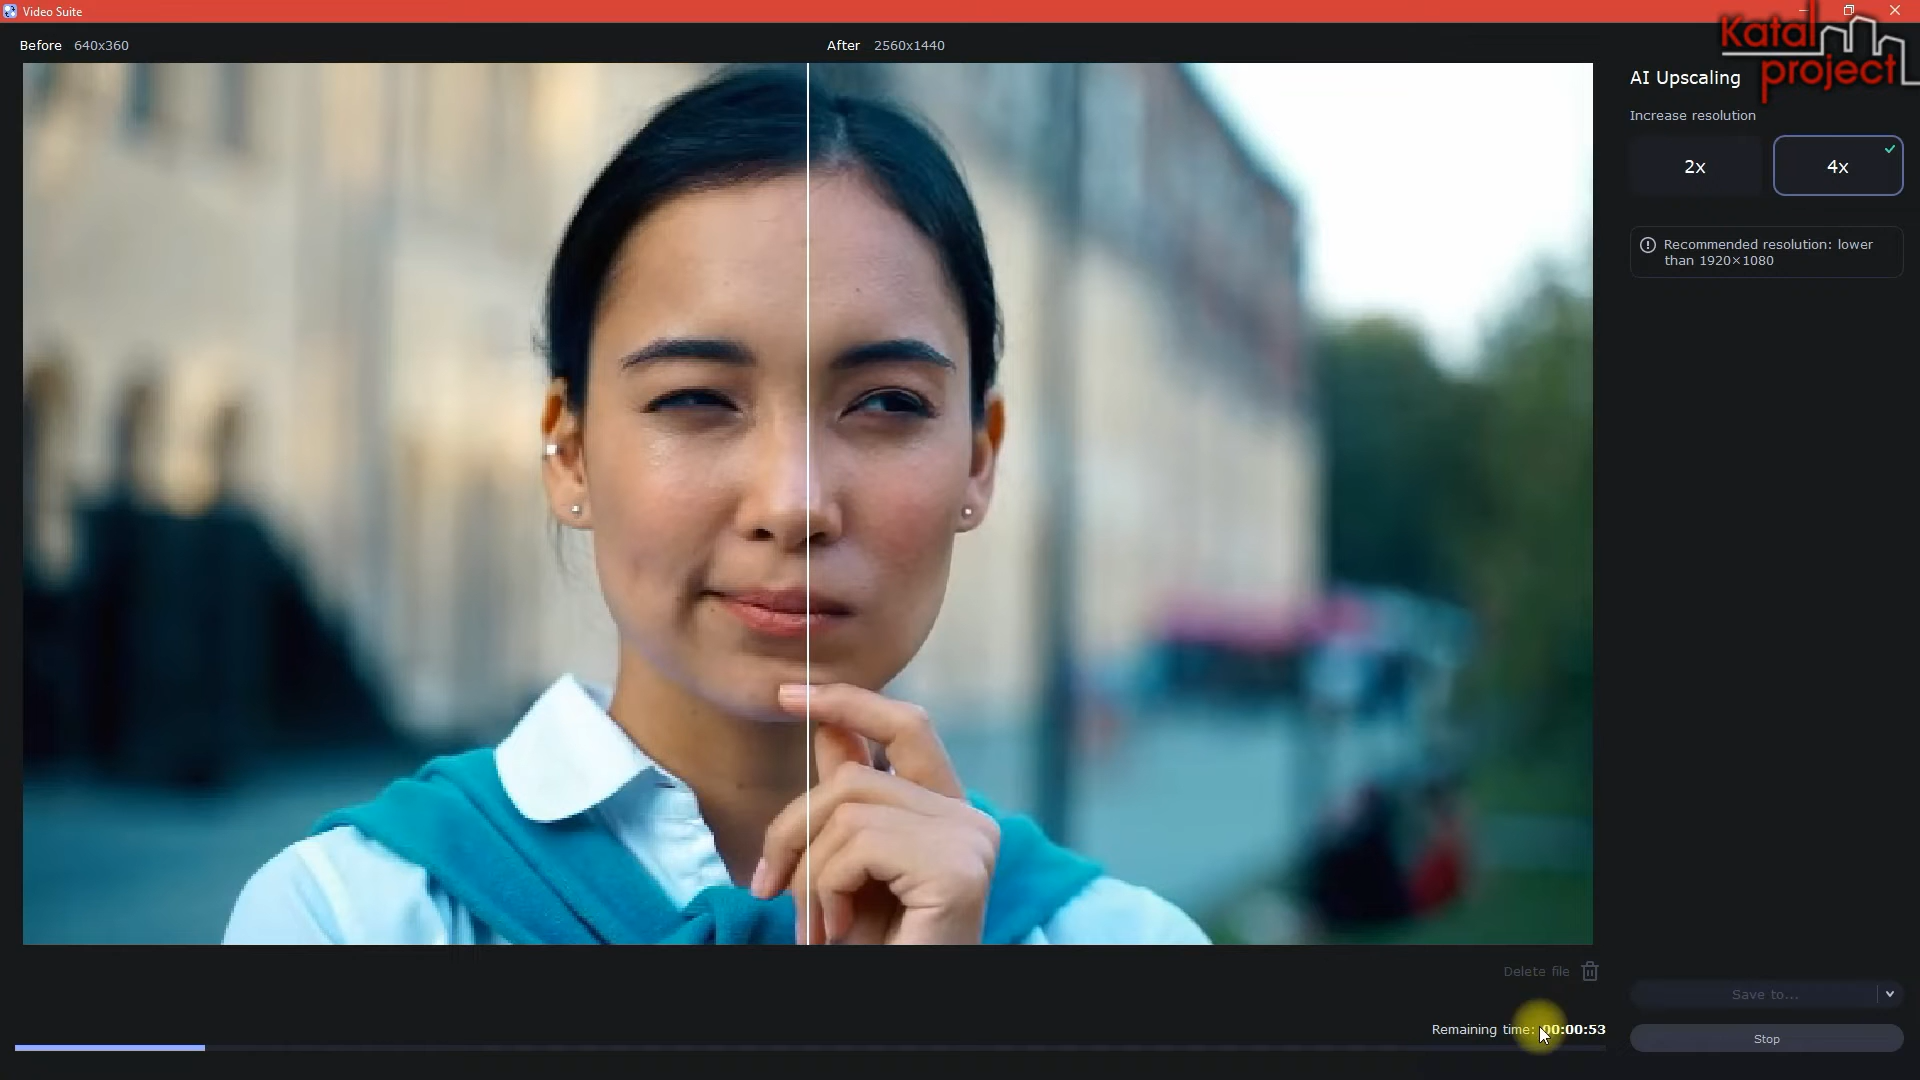 Video Suite
Before 640x360
After 2560x1440
Katal
project
AI Upscaling
Increase resolution
2x
4x
Recommended resolution: lower
than 1920×1080
Delete file
Save to...
Remaining time: 00:00:53
Stop